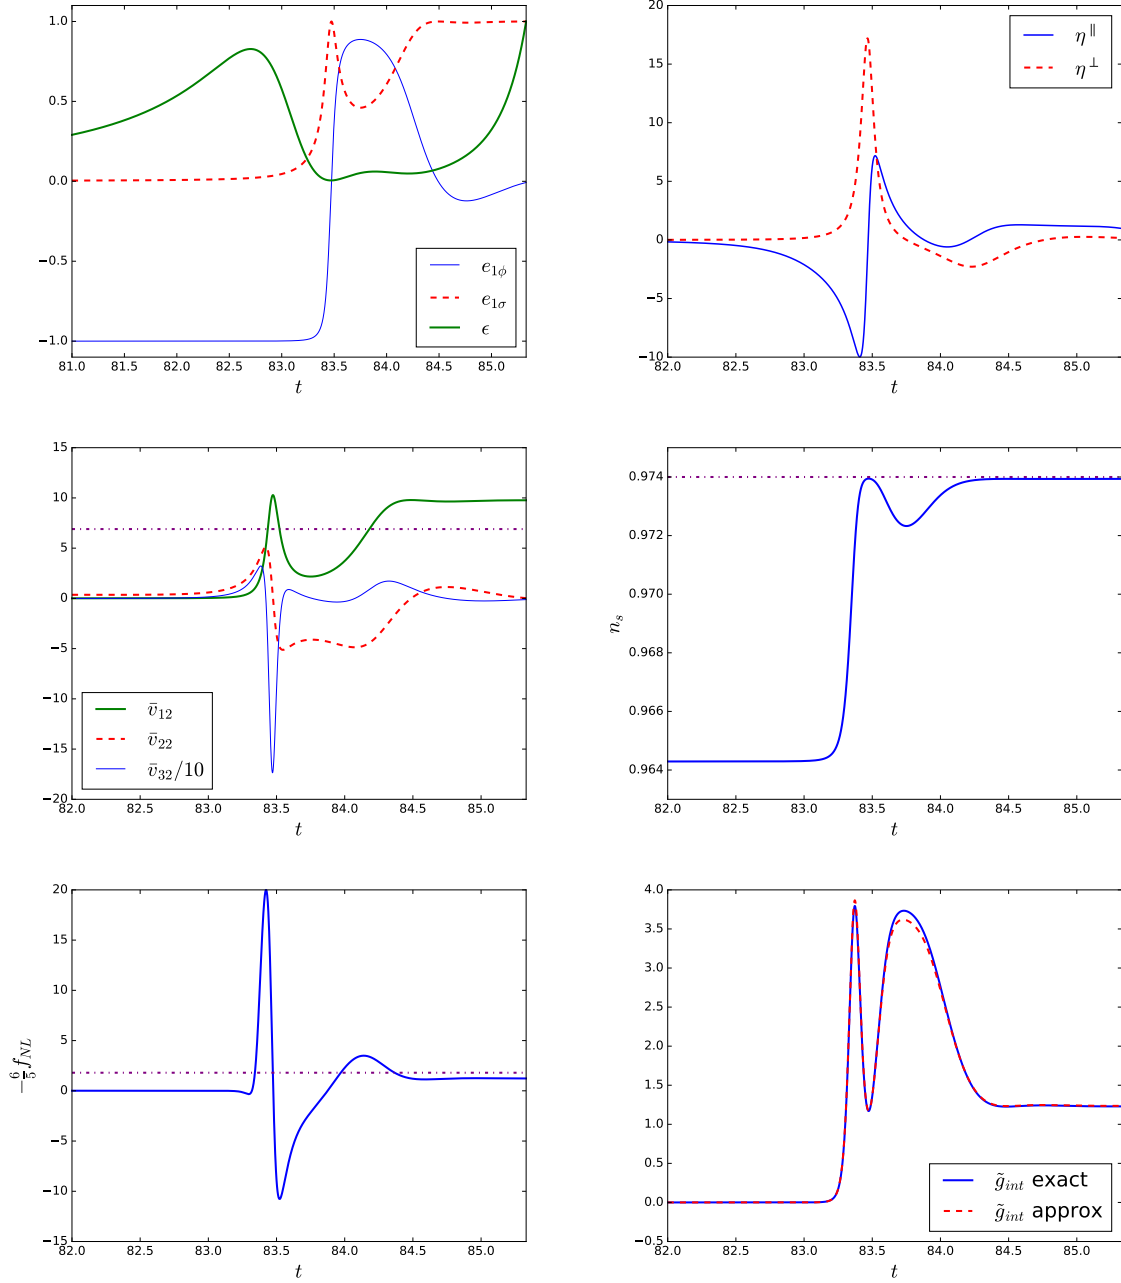 1.0
0.5
0.0
−0.5
−1.0
e1ϕ
e1σ
ϵ
81.0 81.5 82.0 82.5 83.0 83.5 84.0 84.5 85.0
t
20
15
10
5
0
−5
−10
η∥
η⊥
82.0 82.5 83.0 83.5 84.0 84.5 85.0
t
15
10
5
0
−5
−10
−15
−20
v̄12
v̄22
v̄32/10
82.0 82.5 83.0 83.5 84.0 84.5 85.0
t
0.974
0.972
0.970
0.968
0.966
0.964
ns
82.0 82.5 83.0 83.5 84.0 84.5 85.0
t
20
15
10
5
0
−5
−10
−15
−6/5 fNL
82.0 82.5 83.0 83.5 84.0 84.5 85.0
t
4.0
3.5
3.0
2.5
2.0
1.5
1.0
0.5
0.0
−0.5
g̃int exact
g̃int approx
82.0 82.5 83.0 83.5 84.0 84.5 85.0
t